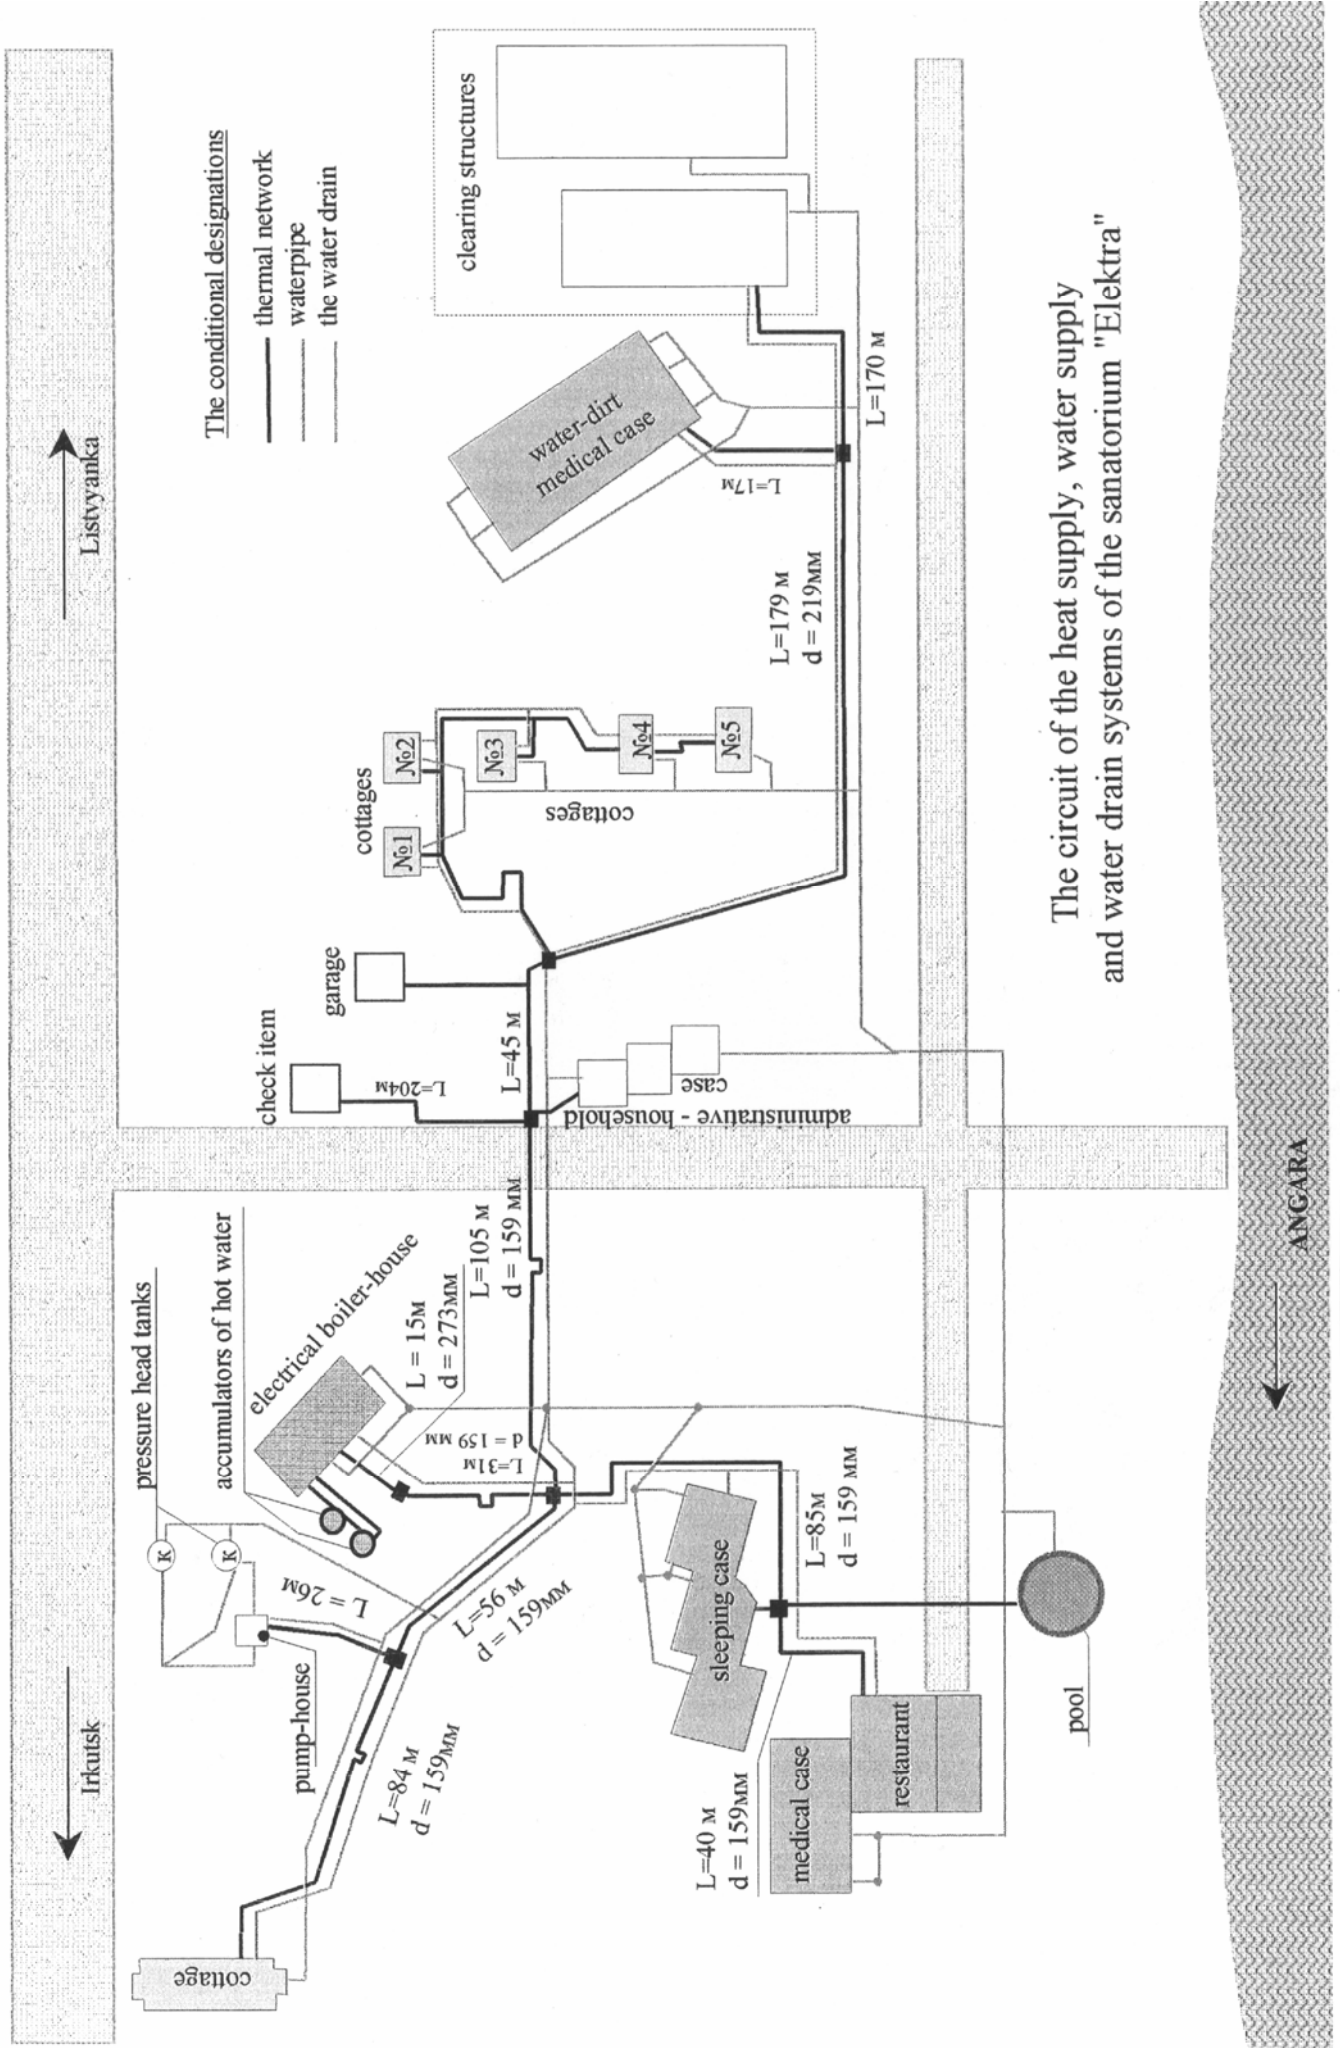 Irkutsk
Listvyanka
The conditional designations
thermal network
waterpipe
the water drain
pressure head tanks
accumulators of hot water
electrical boiler-house
K
K
pump-house
cottage
L = 26м
L = 15м
d = 273мм
L=31м
d = 159 мм
L=105 м
d = 159 мм
L=56 м
d = 159мм
L=84 м
d = 159мм
check item
L=204м
garage
L=45 м
administrative - household
case
cottages
№1
№2
№3
№4
№5
cottages
water-dirt
medical case
L=17м
clearing structures
L=179 м
d = 219мм
L=170 м
sleeping case
L=85м
d = 159 мм
L=40 м
d = 159мм
medical case
restaurant
pool
ANGARA
The circuit of the heat supply, water supply
and water drain systems of the sanatorium "Elektra"